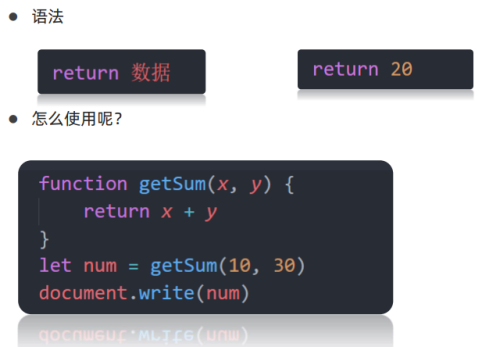 ● 语法
return 数据
return 20
● 怎么使用呢?
function getSum(x, y) {
    return x + y
}
let num = getSum(10, 30)
document.write(num)